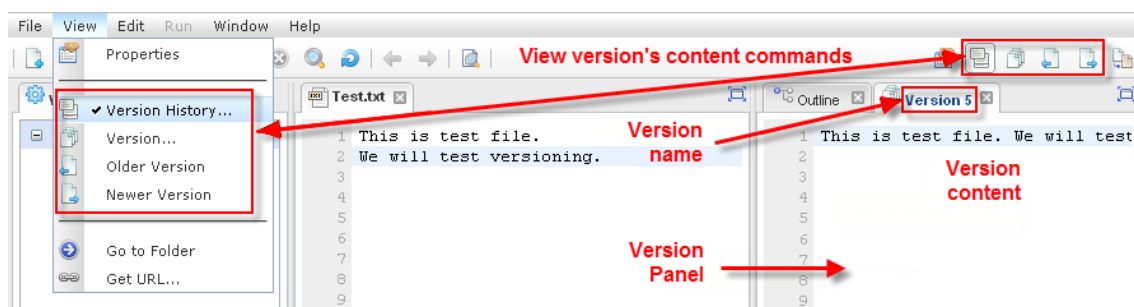 File View Edit Run Window Help
Properties
View version's content commands
Test.txt
Outline Version 5
✔ Version History...
Version...
Older Version
Newer Version
Go to Folder
Get URL...
1 This is test file.
2 We will test versioning.
3
4
5
6
7
8
9
Version
name
Version
Panel
1 This is test file. We will test
2
3
4
5
6
7
8
9
Version
content